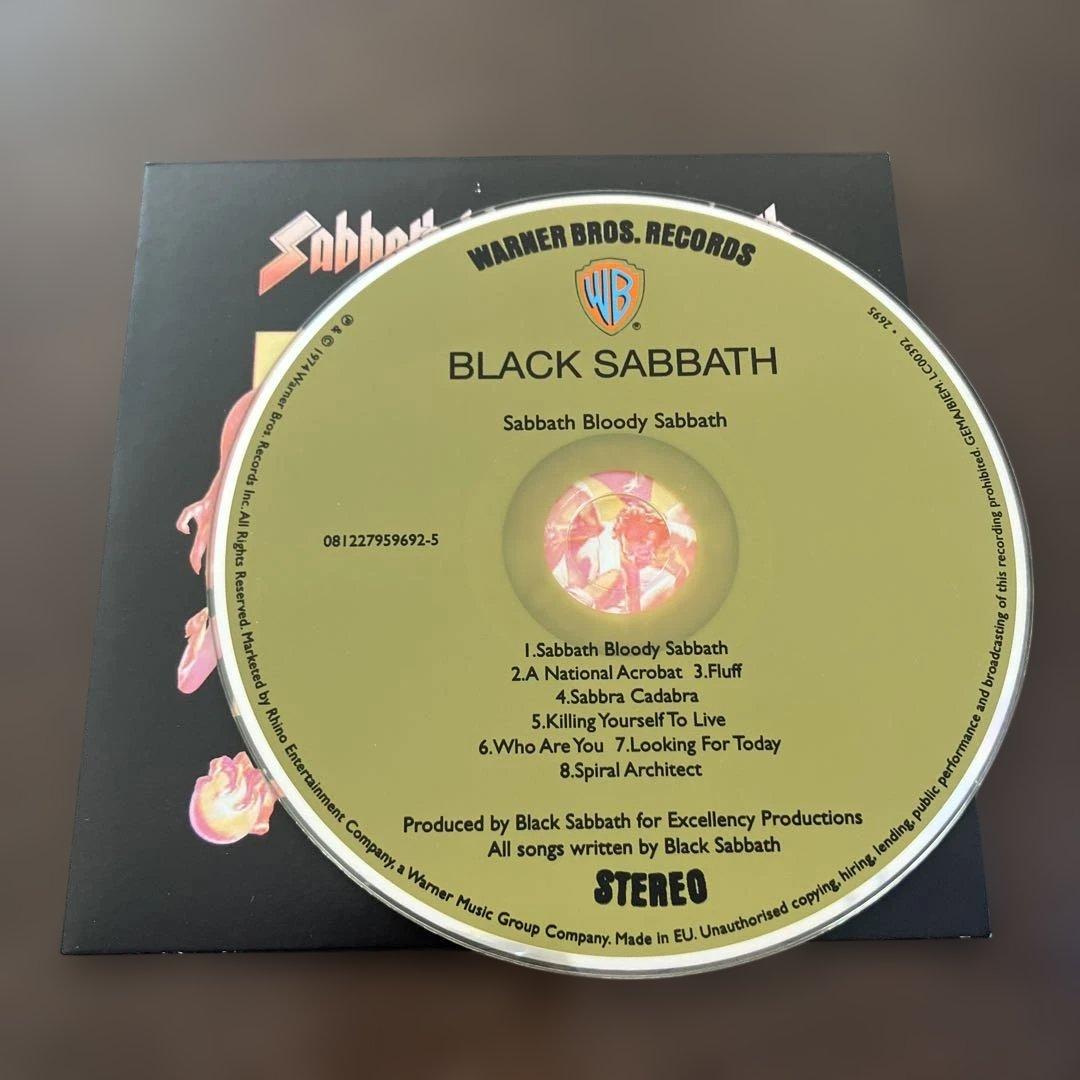 Sabbath
WARNER BROS. RECORDS
WB
®
BLACK SABBATH
Sabbath Bloody Sabbath
081227959692-5
1.Sabbath Bloody Sabbath
2.A National Acrobat 3.Fluff
4.Sabbra Cadabra
5.Killing Yourself To Live
6.Who Are You 7.Looking For Today
8.Spiral Architect
Produced by Black Sabbath for Excellency Productions
All songs written by Black Sabbath
STEREO
℗ & © 1974 Warner Bros. Records Inc. All Rights Reserved. Marketed by Rhino Entertainment Company, a Warner Music Group Company. Made in EU. Unauthorised copying, hiring, lending, public performance and broadcasting of this recording prohibited. GEMA/BIEM. LC00392 • 2695